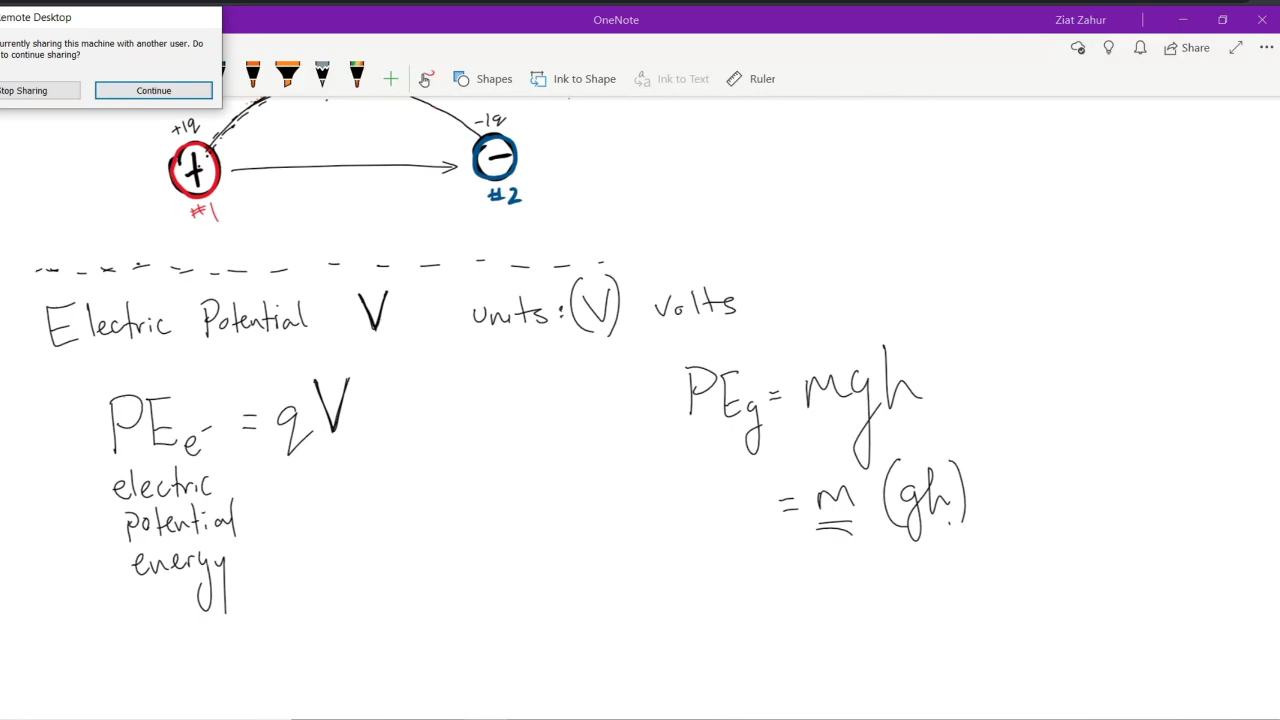 emote Desktop
OneNote
Ziat Zahur
urrently sharing this machine with another user. Do
to continue sharing?
Stop Sharing
Continue
Shapes
Ink to Shape
Ink to Text
Ruler
Share
+1q
-1q
+
-
#1
#2
Electric Potential V units: (V) volts
PEe- = qV
electric
potential
energy
PEg = mgh
= m (gh)